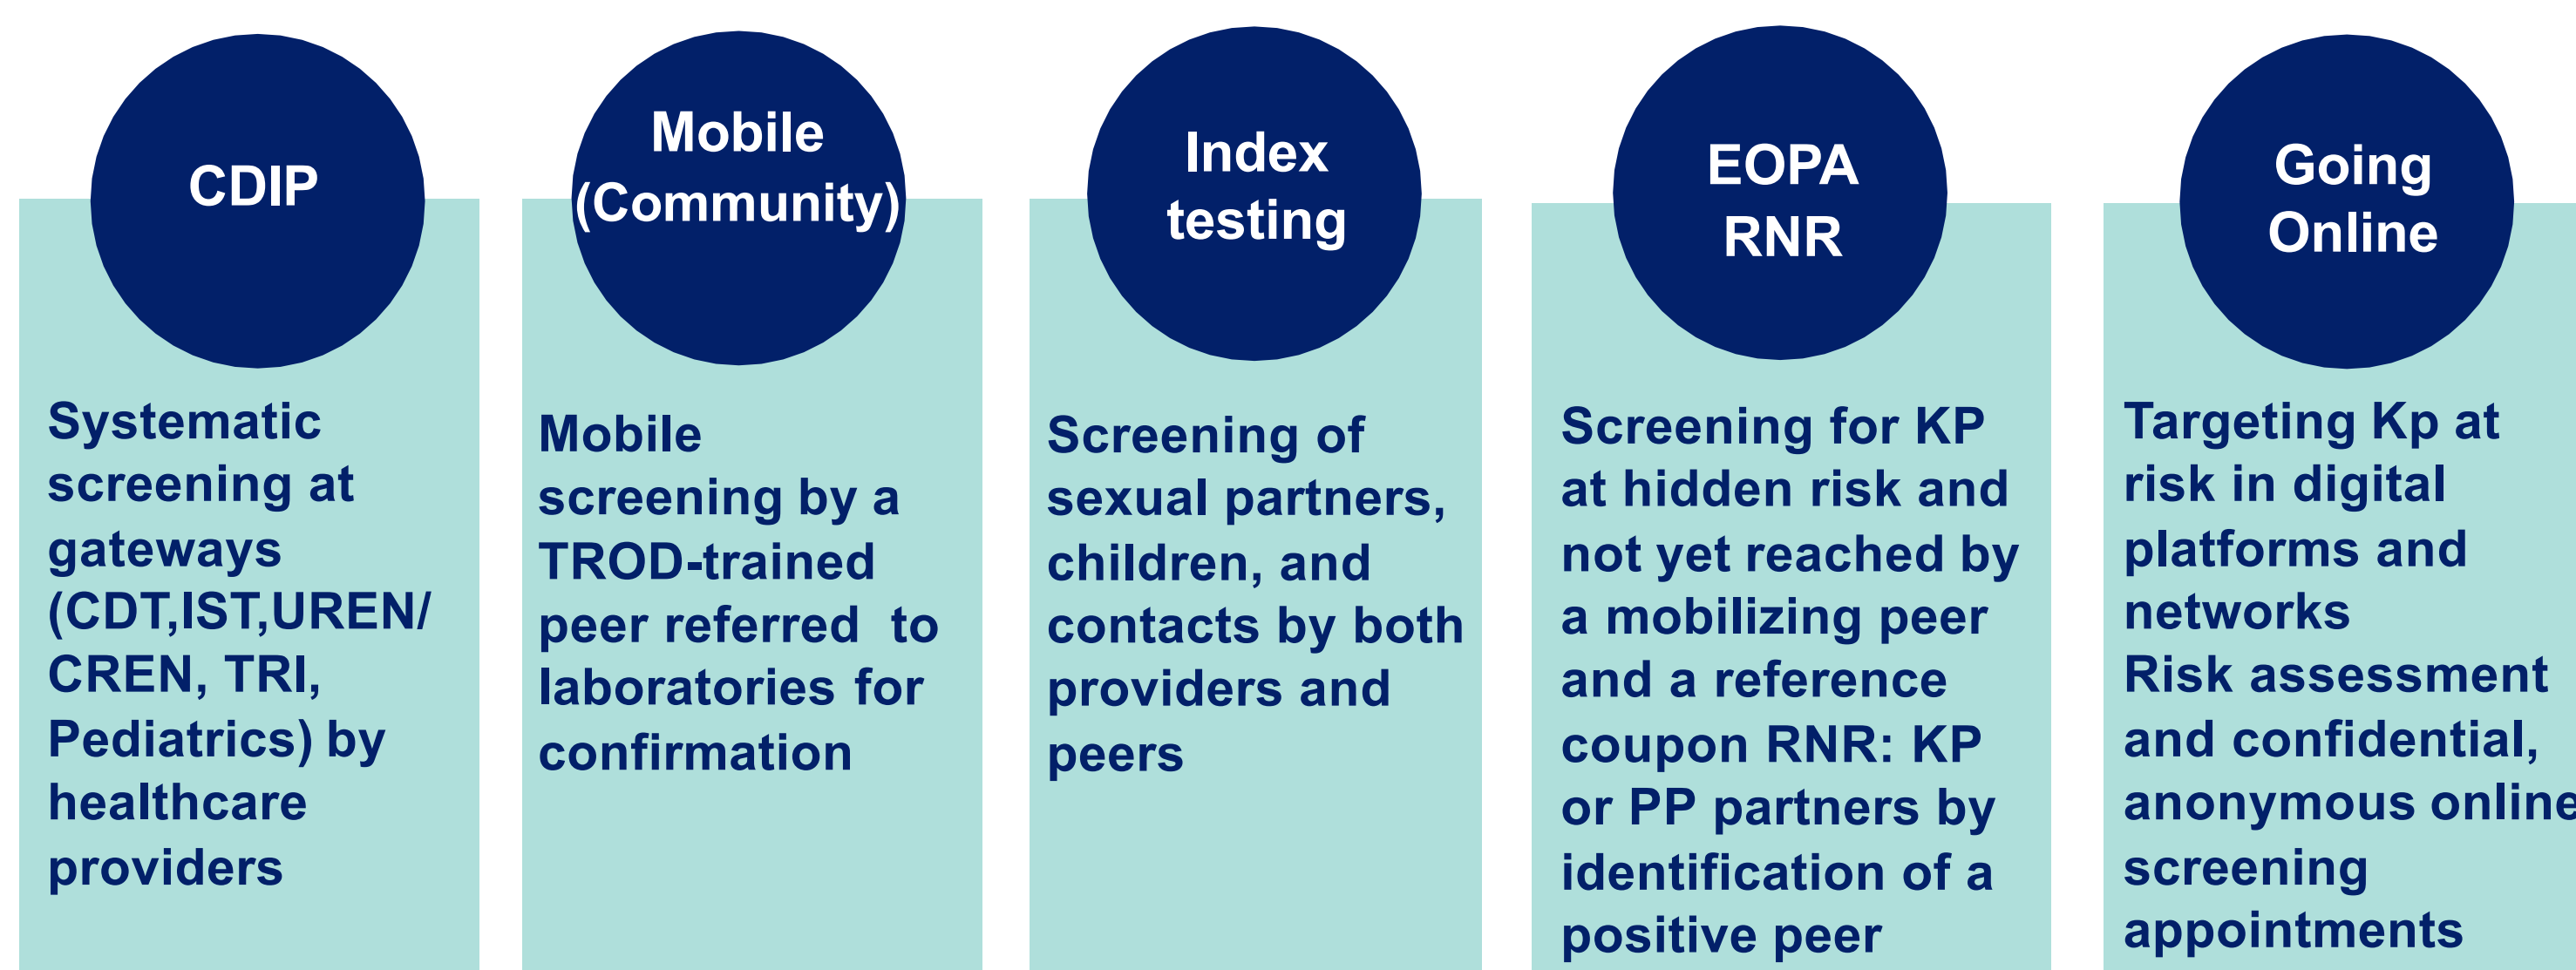 CDIP
Systematic
screening at
gateways
(CDT,IST,UREN/
CREN, TRI,
Pediatrics) by
healthcare
providers
Mobile
(Community)
Mobile
screening by a
TROD-trained
peer referred  to
laboratories for
confirmation
Index
testing
Screening of
sexual partners,
children, and
contacts by both
providers and
peers
EOPA
RNR
Screening for KP
at hidden risk and
not yet reached by
a mobilizing peer
and a reference
coupon RNR: KP
or PP partners by
identification of a
positive peer
Going
Online
Targeting Kp at
risk in digital
platforms and
networks
Risk assessment
and confidential,
anonymous online
screening
appointments